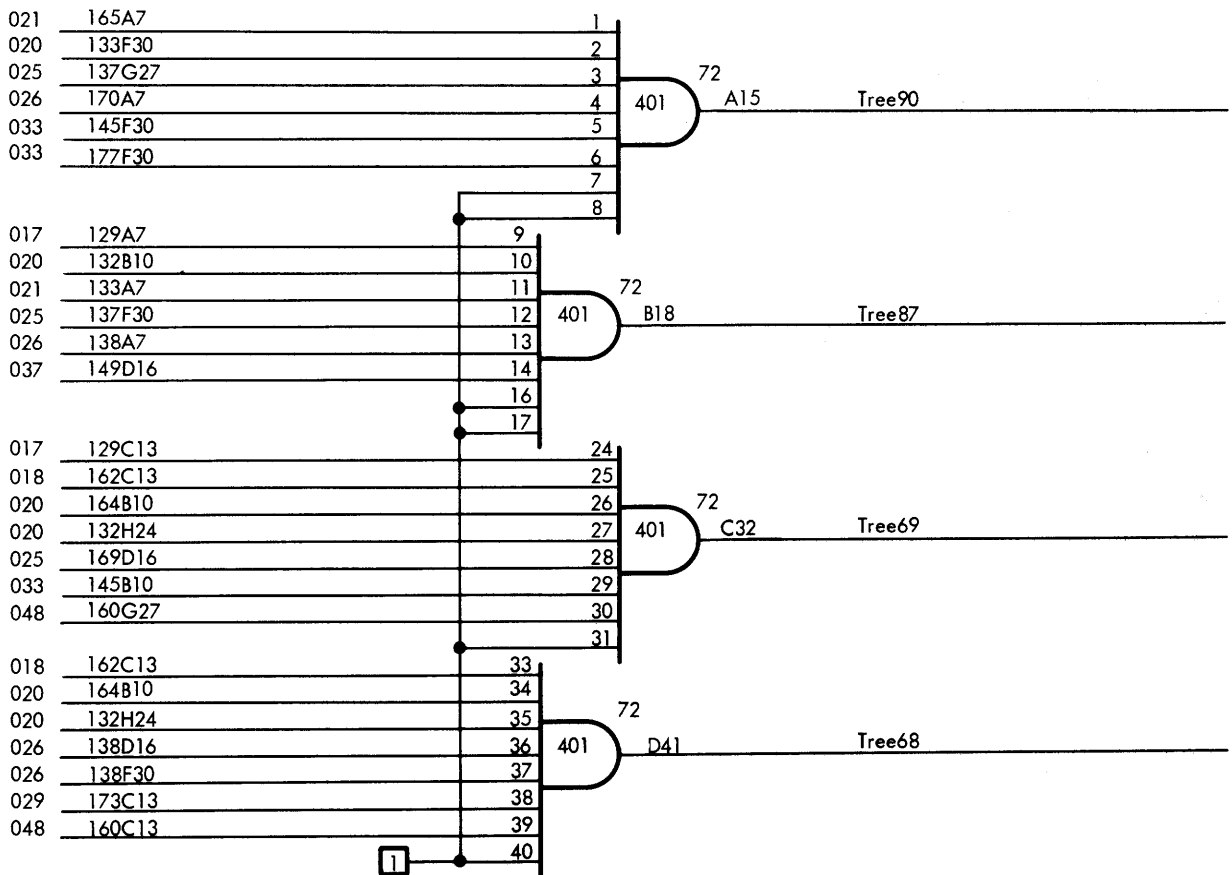 021 165A7 1
020 133F30 2
025 137G27 3 72
026 170A7 4 401 A15 Tree90
033 145F30 5
033 177F30 6
7
8
017 129A7 9
020 132B10 10
021 133A7 11 72
025 137F30 12 401 B18 Tree87
026 138A7 13
037 149D16 14
16
17
017 129C13 24
018 162C13 25
020 164B10 26 72
020 132H24 27 401 C32 Tree69
025 169D16 28
033 145B10 29
048 160G27 30
31
018 162C13 33
020 164B10 34
020 132H24 35 72
026 138D16 36 401 D41 Tree68
026 138F30 37
029 173C13 38
048 160C13 39
1 40